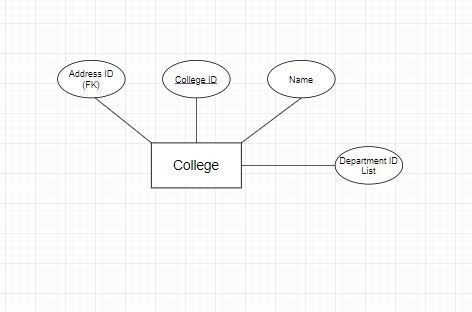 Address ID
(FK)
College ID
Name
College
Department ID
List